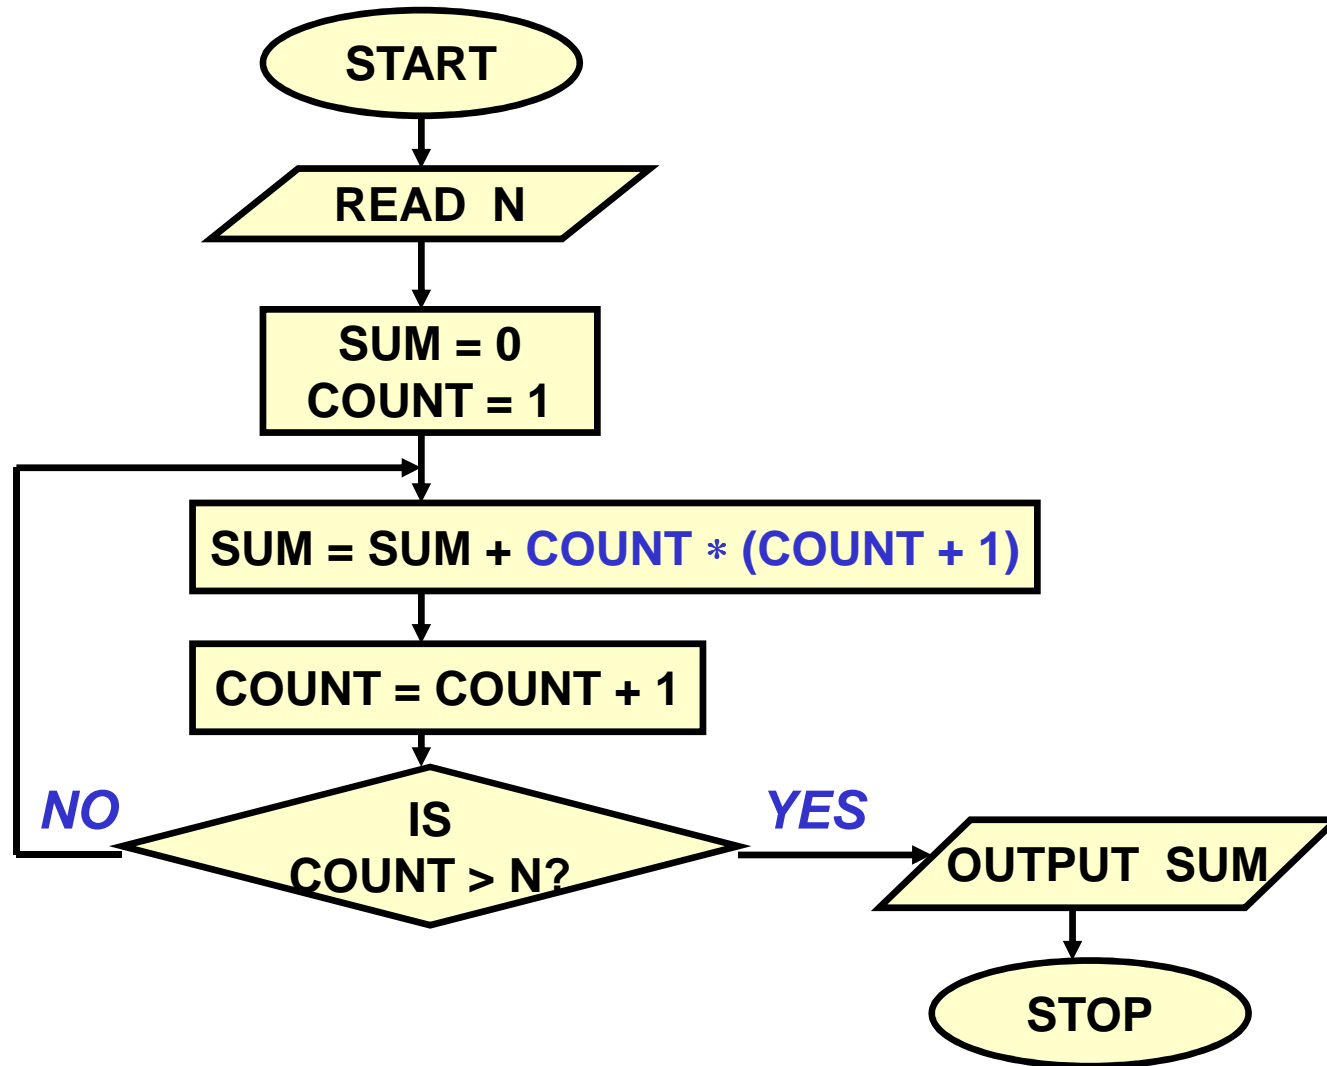 START
READ N
SUM = 0
COUNT = 1
SUM = SUM + COUNT * (COUNT + 1)
COUNT = COUNT + 1
IS
COUNT > N?
NO
YES
OUTPUT SUM
STOP